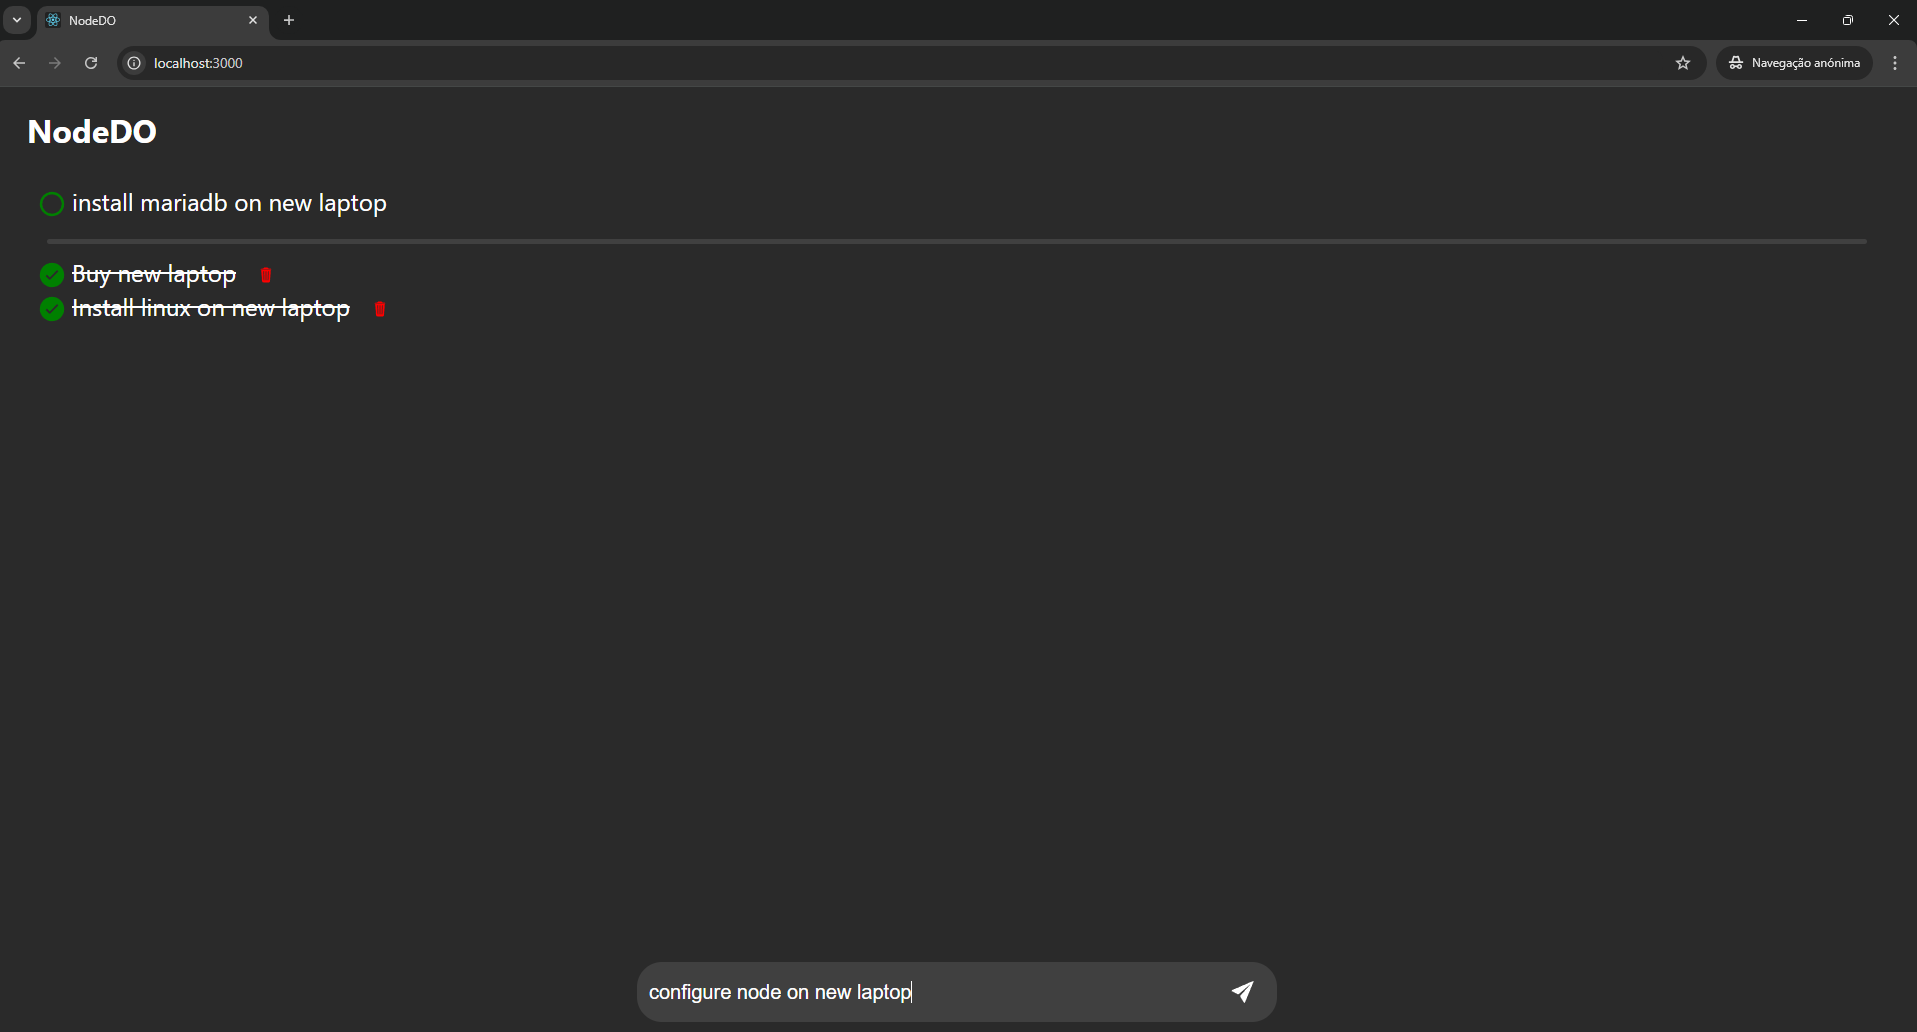 NodeDO
localhost:3000
Navegação anónima
NodeDO
install mariadb on new laptop
Buy new laptop
Install linux on new laptop
configure node on new laptop